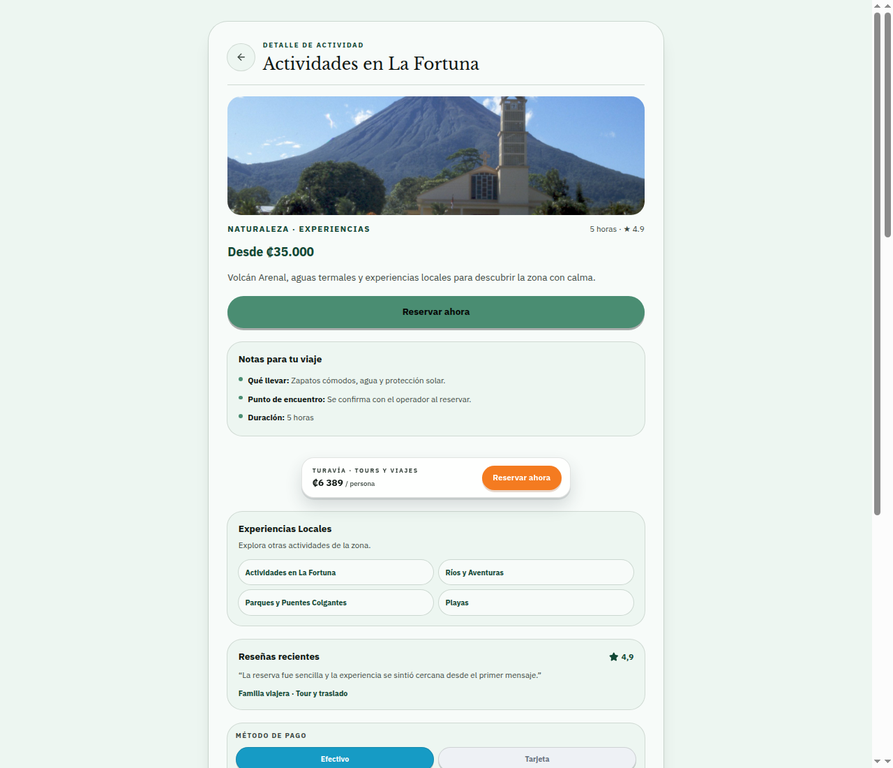 DETALLE DE ACTIVIDAD
Actividades en La Fortuna
NATURALEZA · EXPERIENCIAS
5 horas · ★ 4.9
Desde ₡35.000
Volcán Arenal, aguas termales y experiencias locales para descubrir la zona con calma.
Reservar ahora
Notas para tu viaje
Qué llevar: Zapatos cómodos, agua y protección solar.
Punto de encuentro: Se confirma con el operador al reservar.
Duración: 5 horas
TURAVÍA · TOURS Y VIAJES
₡6 389 / persona
Reservar ahora
Experiencias Locales
Explora otras actividades de la zona.
Actividades en La Fortuna
Ríos y Aventuras
Parques y Puentes Colgantes
Playas
Reseñas recientes
★ 4,9
“La reserva fue sencilla y la experiencia se sintió cercana desde el primer mensaje.”
Familia viajera · Tour y traslado
MÉTODO DE PAGO
Efectivo
Tarjeta